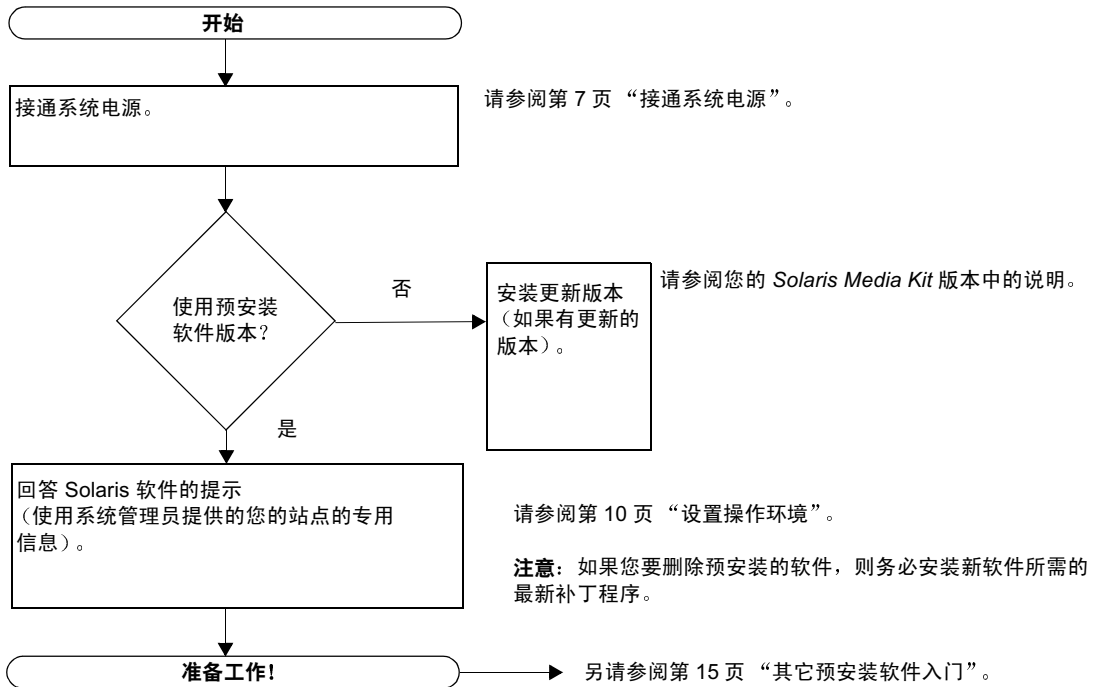 开始
接通系统电源。
请参阅第 7 页 “接通系统电源”。
使用预安装
软件版本？
否
安装更新版本
（如果有更新的
版本）。
请参阅您的 Solaris Media Kit 版本中的说明。
是
回答 Solaris 软件的提示
（使用系统管理员提供的您的站点的专用
信息）。
请参阅第 10 页 “设置操作环境”。
注意：如果您要删除预安装的软件，则务必安装新软件所需的
最新补丁程序。
准备工作！
另请参阅第 15 页 “其它预安装软件入门”。